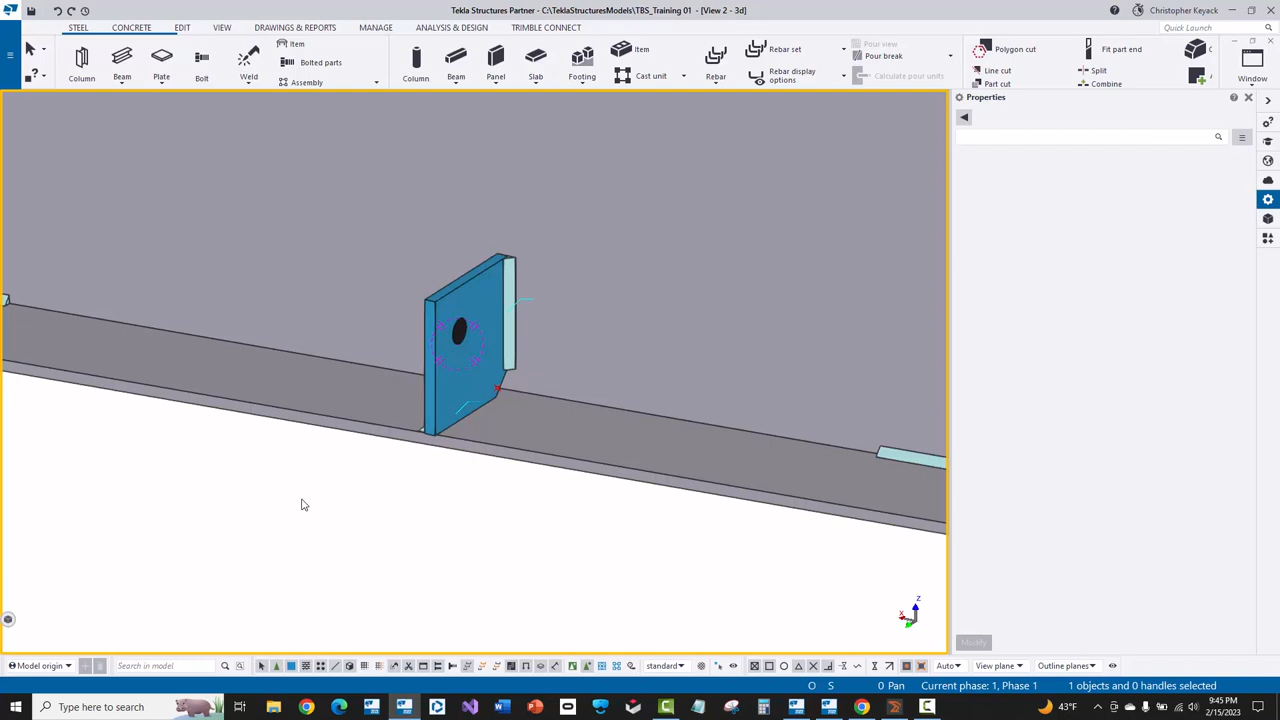 Tekla Structures Partner - C:\TeklaStructuresModels\TBS_Training 01 - [View 2 - 3d]
Christopher Keyack
STEEL CONCRETE EDIT VIEW DRAWINGS & REPORTS MANAGE ANALYSIS & DESIGN TRIMBLE CONNECT
Quick Launch
Column
Beam
Plate
Bolt
Weld
Item
Bolted parts
Assembly
Column
Beam
Panel
Slab
Footing
Item
Cast unit
Rebar
Rebar set
Rebar display
options
Pour view
Pour break
Calculate pour units
Polygon cut
Line cut
Part cut
Fit part end
Split
Combine
C
Window
Properties
Modify
Z
X
Model origin
Search in model
standard
Auto
View plane
Outline planes
O S 0 Pan Current phase: 1, Phase 1 1 objects and 0 handles selected
Type here to search
9:45 PM
2/15/2023